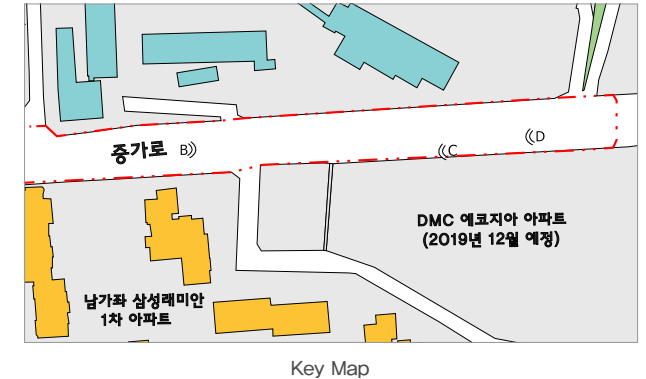 증가로 B
C
D
DMC 에코지아 아파트
(2019년 12월 예정)
남가좌 삼성래미안
1차 아파트
Key Map